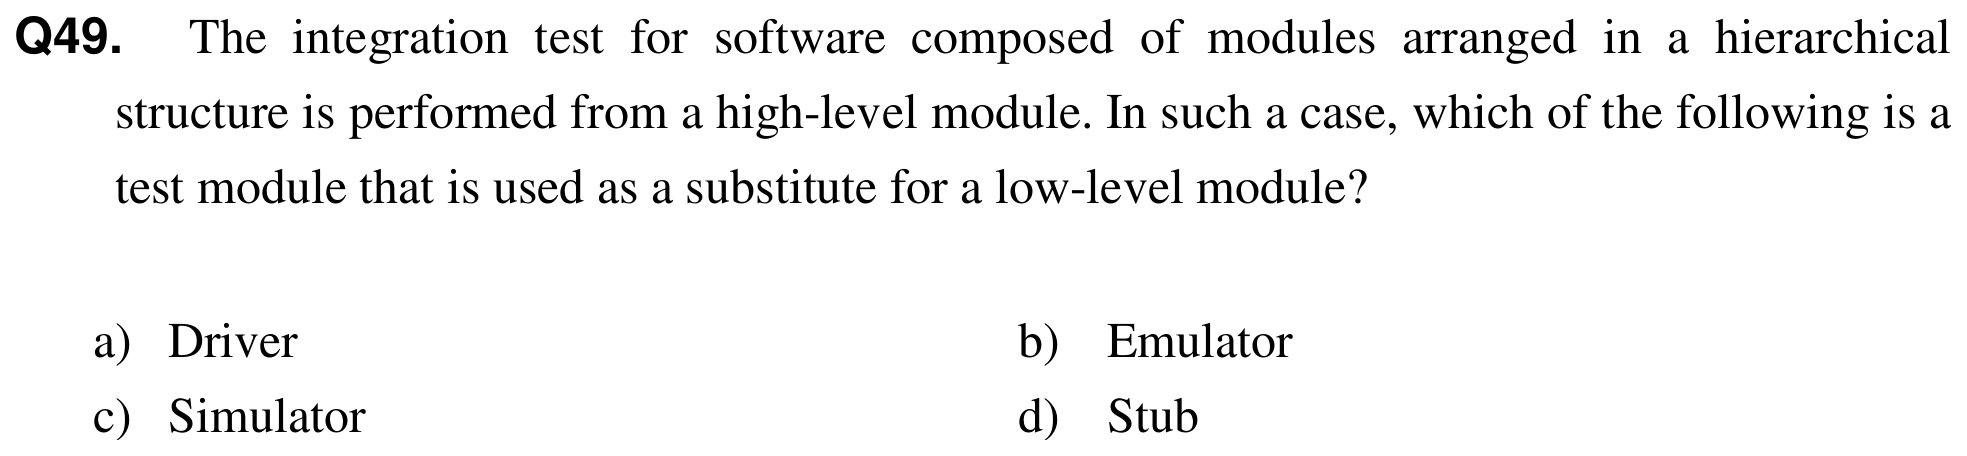 Q49. The integration test for software composed of modules arranged in a hierarchical
structure is performed from a high-level module. In such a case, which of the following is a
test module that is used as a substitute for a low-level module?
a) Driver b) Emulator
c) Simulator d) Stub